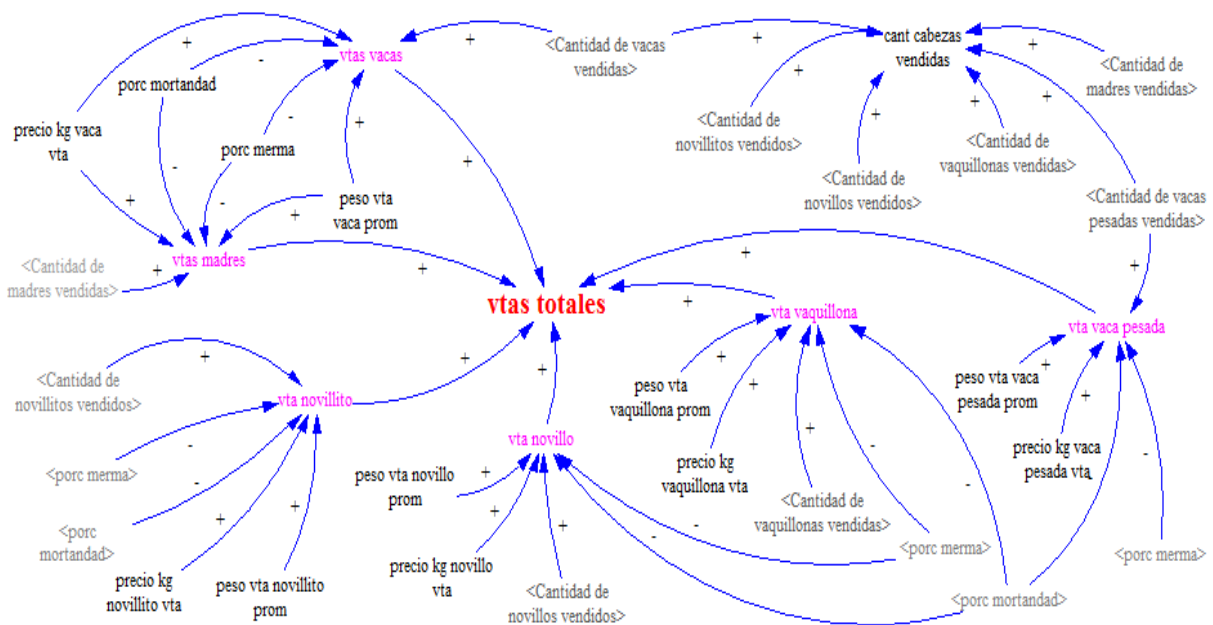 vtas vacas
<Cantidad de vacas
vendidas>
cant cabezas
vendidas
<Cantidad de
madres vendidas>
porc mortandad
precio kg vaca
vta
porc merma
<Cantidad de
novillitos vendidos>
<Cantidad de
vaquillonas vendidas>
<Cantidad de
novillos vendidos>
peso vta
vaca prom
<Cantidad de vacas
pesadas vendidas>
vtas madres
<Cantidad de
madres vendidas>
vtas totales
vta vaquillona
vta vaca pesada
<Cantidad de
novillitos vendidos>
vta novillito
peso vta
vaquillona prom
peso vta vaca
pesada prom
vta novillo
precio kg vaca
pesada vta
<porc merma>
peso vta novillo
prom
precio kg
vaquillona vta
<Cantidad de
vaquillonas vendidas>
<porc
mortandad>
<porc merma>
<porc merma>
precio kg
novillito vta
peso vta novillito
prom
precio kg novillo
vta
<Cantidad de
novillos vendidos>
<porc mortandad>
+
-
+
+
+
-
+
+
+
+
+
+
+
-
+
-
+
+
+
+
+
+
+
+
+
+
+
+
+
-
-
+
+
+
+
+
+
-
-
-
-
-